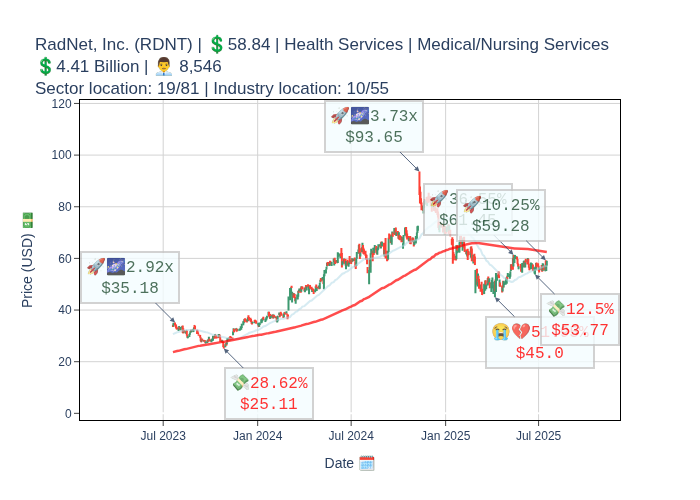 RadNet, Inc. (RDNT) | 💲58.84 | Health Services | Medical/Nursing Services
💲4.41 Billion | 👨‍💼 8,546
Sector location: 19/81 | Industry location: 10/55
120
100
80
60
40
20
0
Price (USD) 💵
🚀🌌3.73x
$93.65
🚀
🚀10.25%
$59.28
🚀🌌2.92x
$35.18
💸12.5%
$53.77
😭💔
$45.0
💸28.62%
$25.11
Jul 2023
Jan 2024
Jul 2024
Jan 2025
Jul 2025
Date 🗓️